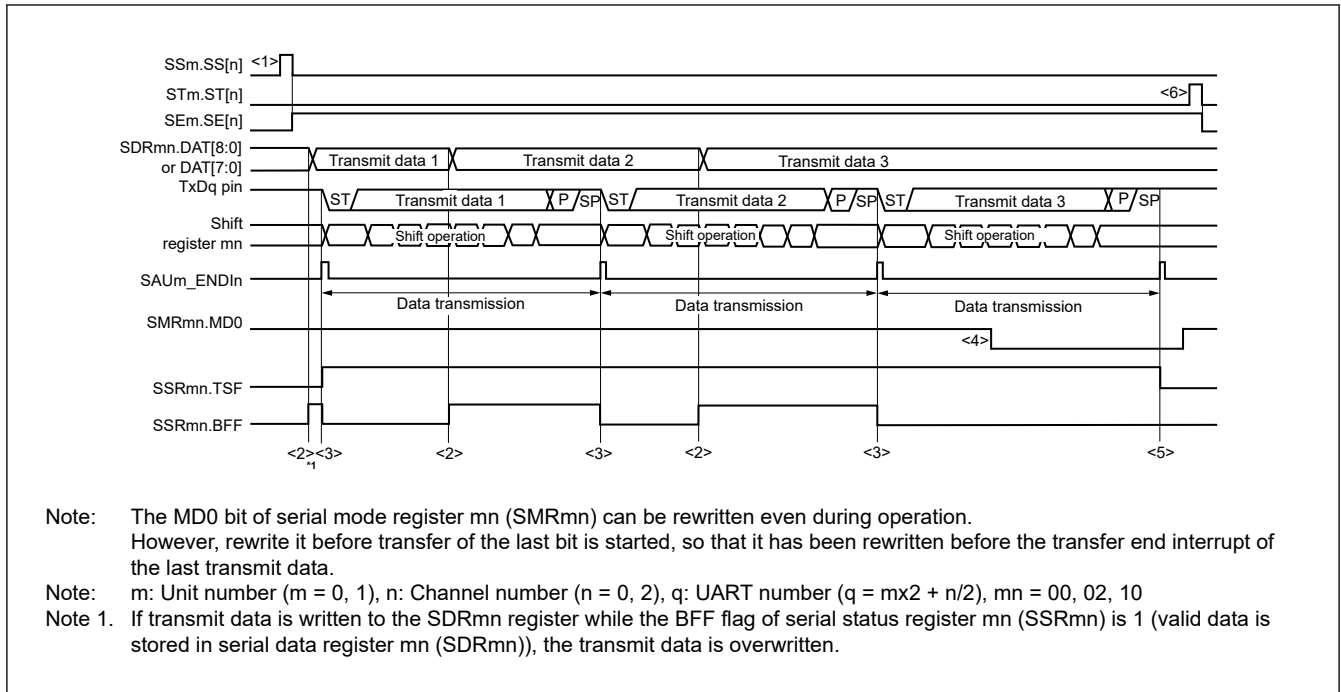 SSm.SS[n] <1>
STm.ST[n] <6>
SEm.SE[n]
SDRmn.DAT[8:0]
or DAT[7:0]
Transmit data 1 Transmit data 2 Transmit data 3
TxDq pin
ST Transmit data 1 P SP ST Transmit data 2 P SP ST Transmit data 3 P SP
Shift
register mn
Shift operation Shift operation Shift operation
SAUm_ENDIn
Data transmission Data transmission Data transmission
SMRmn.MD0
<4>
SSRmn.TSF
SSRmn.BFF
<2> <3> <2> <3> <2> <3> <5>
*1
Note: The MD0 bit of serial mode register mn (SMRmn) can be rewritten even during operation.
However, rewrite it before transfer of the last bit is started, so that it has been rewritten before the transfer end interrupt of
the last transmit data.
Note: m: Unit number (m = 0, 1), n: Channel number (n = 0, 2), q: UART number (q = mx2 + n/2), mn = 00, 02, 10
Note 1. If transmit data is written to the SDRmn register while the BFF flag of serial status register mn (SSRmn) is 1 (valid data is
stored in serial data register mn (SDRmn)), the transmit data is overwritten.